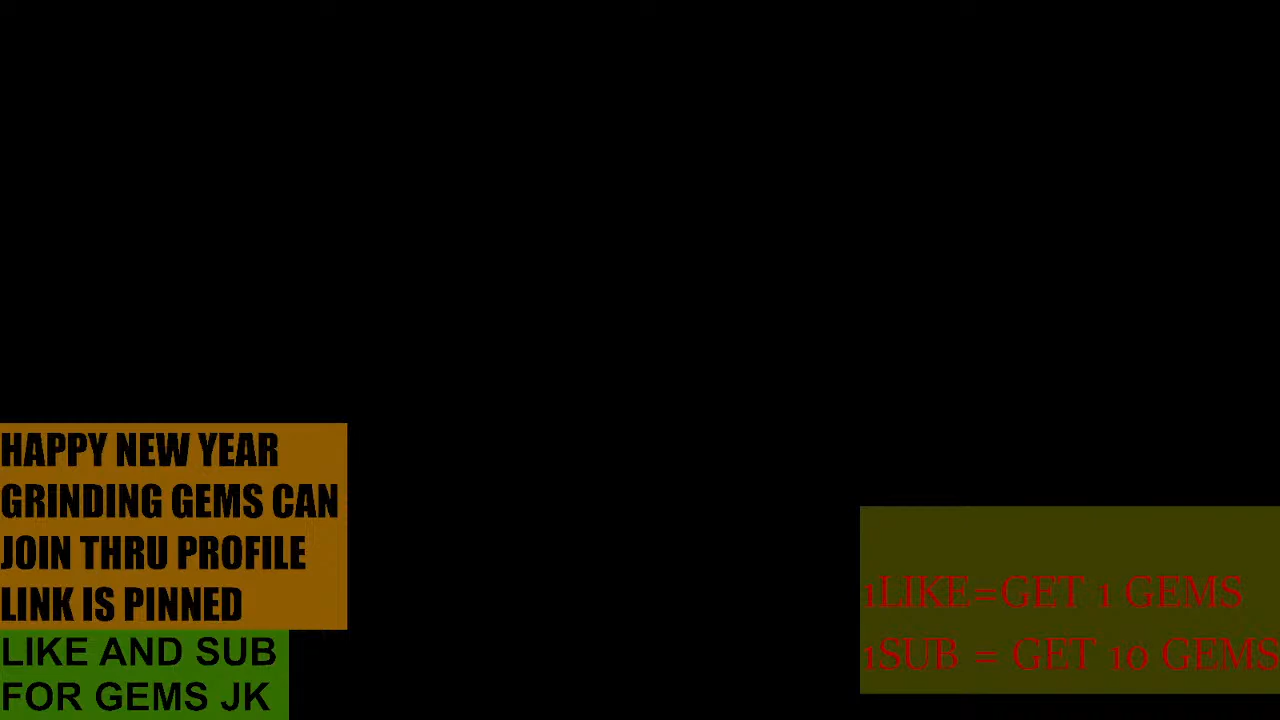 HAPPY NEW YEAR
GRINDING GEMS CAN
JOIN THRU PROFILE
LINK IS PINNED
LIKE AND SUB
FOR GEMS JK
1LIKE=GET 1 GEMS
1SUB = GET 10 GEMS